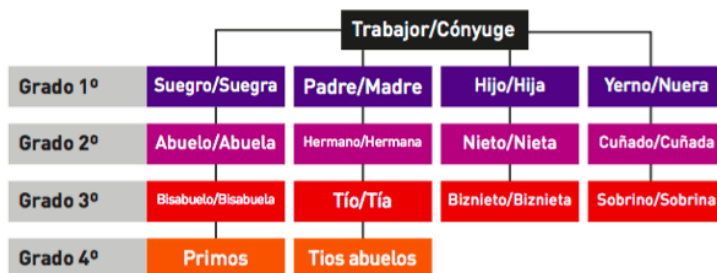 Trabajor/Cónyuge
Grado 1º Suegro/Suegra Padre/Madre Hijo/Hija Yerno/Nuera
Grado 2º Abuelo/Abuela Hermano/Hermana Nieto/Nieta Cuñado/Cuñada
Grado 3º Bisabuelo/Bisabuela Tío/Tía Biznieto/Biznieta Sobrino/Sobrina
Grado 4º Primos Tios abuelos